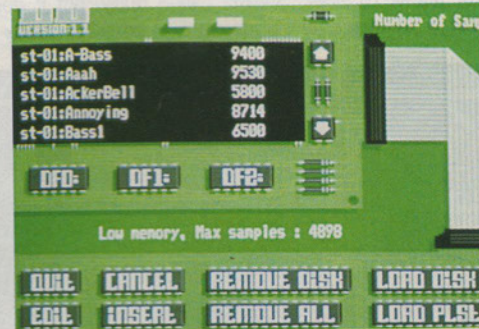 VERSION 1.1
Number of Sam
st-01:A-Bass 9400
st-01:Aaah 9530
st-01:AckerBell 5800
st-01:Annoying 8714
st-01:Bass1 6500
DF0: DF1: DF2:
Low memory, Max samples : 4898
QUIT CANCEL REMOVE DISK LOAD DISK
EDIT INSERT REMOVE ALL LOAD PLST